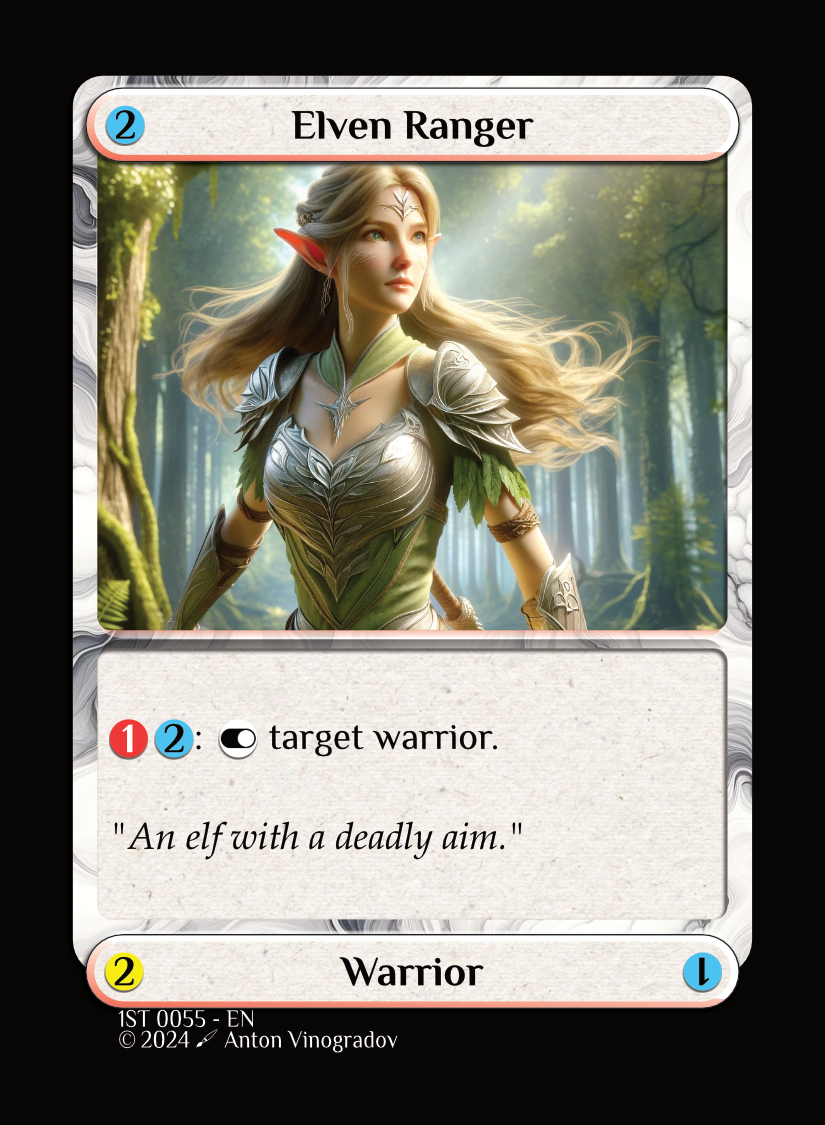 2 Elven Ranger
1 2: target warrior.
"An elf with a deadly aim."
2 Warrior 1
1ST 0055 - EN
© 2024 Anton Vinogradov